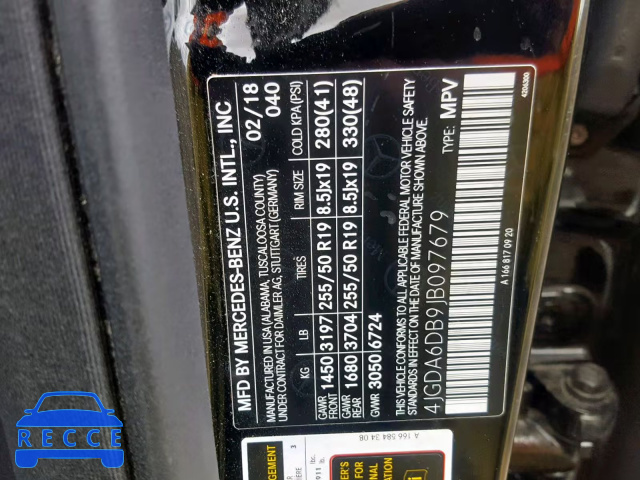 MFD BY MERCEDES-BENZ U.S. INTL., INC
MANUFACTURED IN USA (ALABAMA, TUSCALOOSA COUNTY)
UNDER CONTRACT FOR DAIMLER AG, STUTTGART (GERMANY)
02/18
040
KG LB TIRES RIM SIZE COLD KPA (PSI)
GAWR FRONT 1450 3197 255/50 R19 8.5Jx19 280(41)
GAWR REAR 1680 3704 255/50 R19 8.5Jx19 330(48)
GVWR 3050 6724
THIS VEHICLE CONFORMS TO ALL APPLICABLE FEDERAL MOTOR VEHICLE SAFETY
STANDARDS IN EFFECT ON THE DATE OF MANUFACTURE SHOWN ABOVE.
4JGDA6DB9JB097679 TYPE: MPV
A 166 817 09 20
4206300
A 166 584 34 08
RECCE